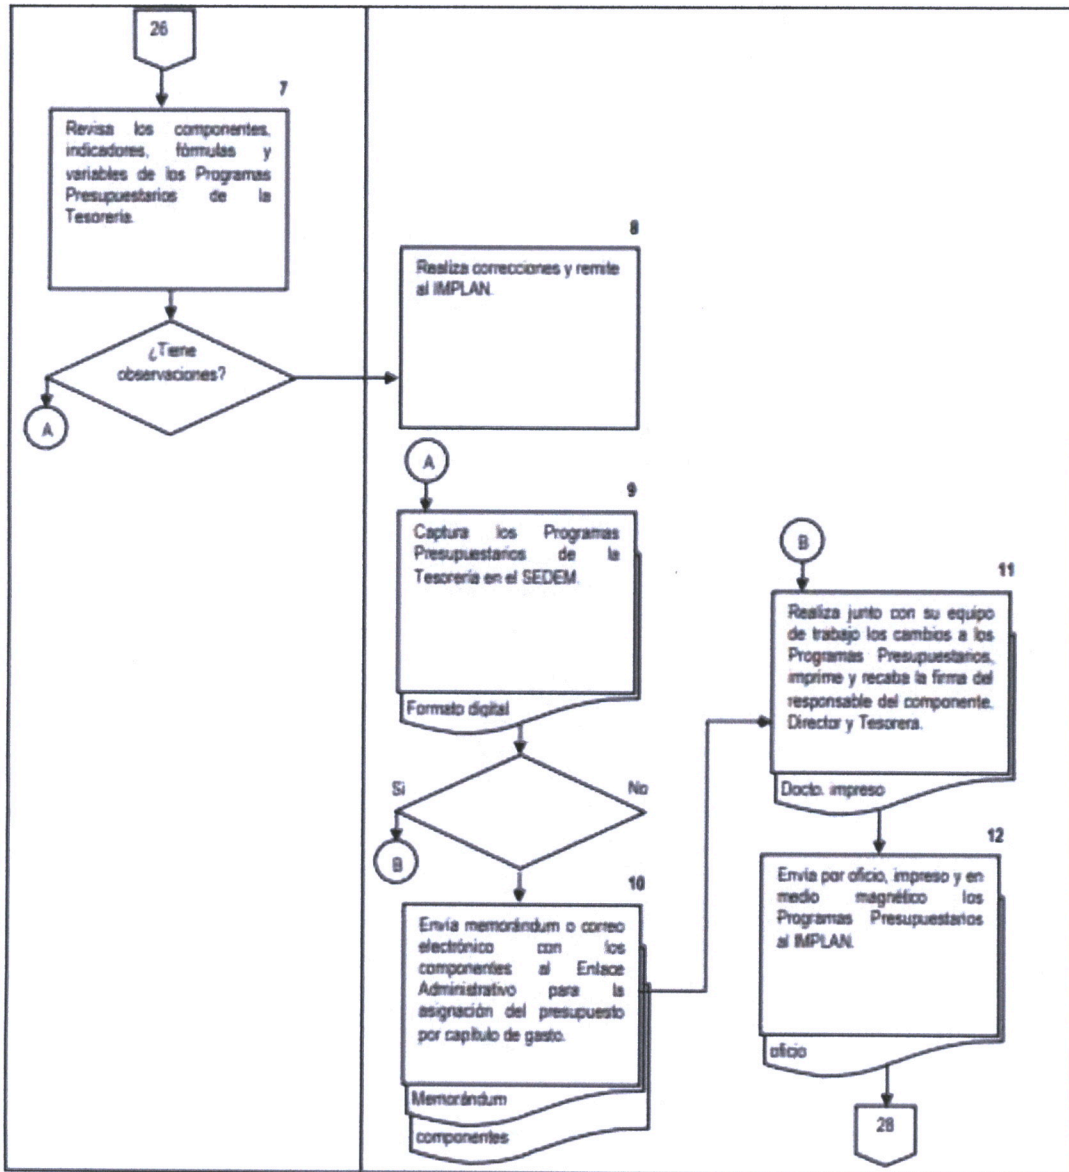 26
7
Revisa los componentes,
indicadores, fórmulas y
variables de los Programas
Presupuestarios de la
Tesorería.
¿Tiene
observaciones?
A
8
Realiza correcciones y remite
al IMPLAN.
A
9
Captura los Programas
Presupuestarios de la
Tesorería en el SEDEM.
Formato digital
Si
No
B
10
Envía memorándum o correo
electrónico con los
componentes al Enlace
Administrativo para la
asignación del presupuesto
por capítulo de gasto.
Memorándum
componentes
B
11
Realiza junto con su equipo
de trabajo los cambios a los
Programas Presupuestarios,
imprime y recaba la firma del
responsable del componente,
Director y Tesorera.
Docto. impreso
12
Envía por oficio, impreso y en
medio magnético los
Programas Presupuestarios
al IMPLAN.
oficio
28